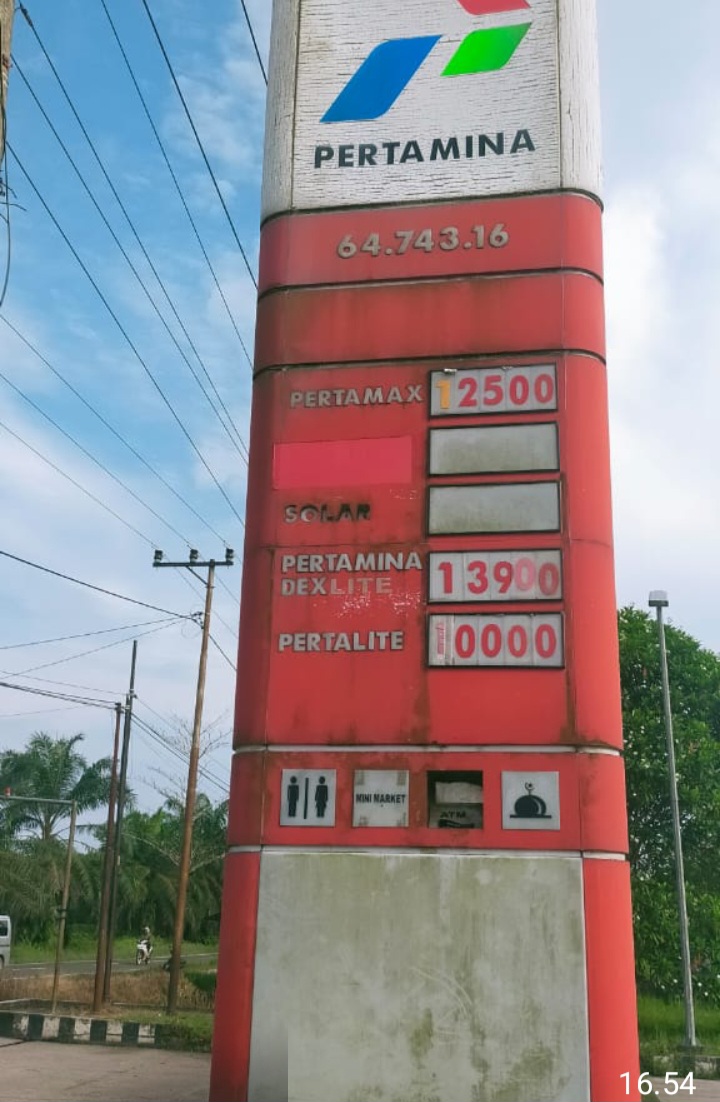 PERTAMINA
64.743.16
PERTAMAX 12500
SOLAR
PERTAMINA
DEXLITE 13900
PERTALITE 0000
MINI MARKET
ATM
16.54